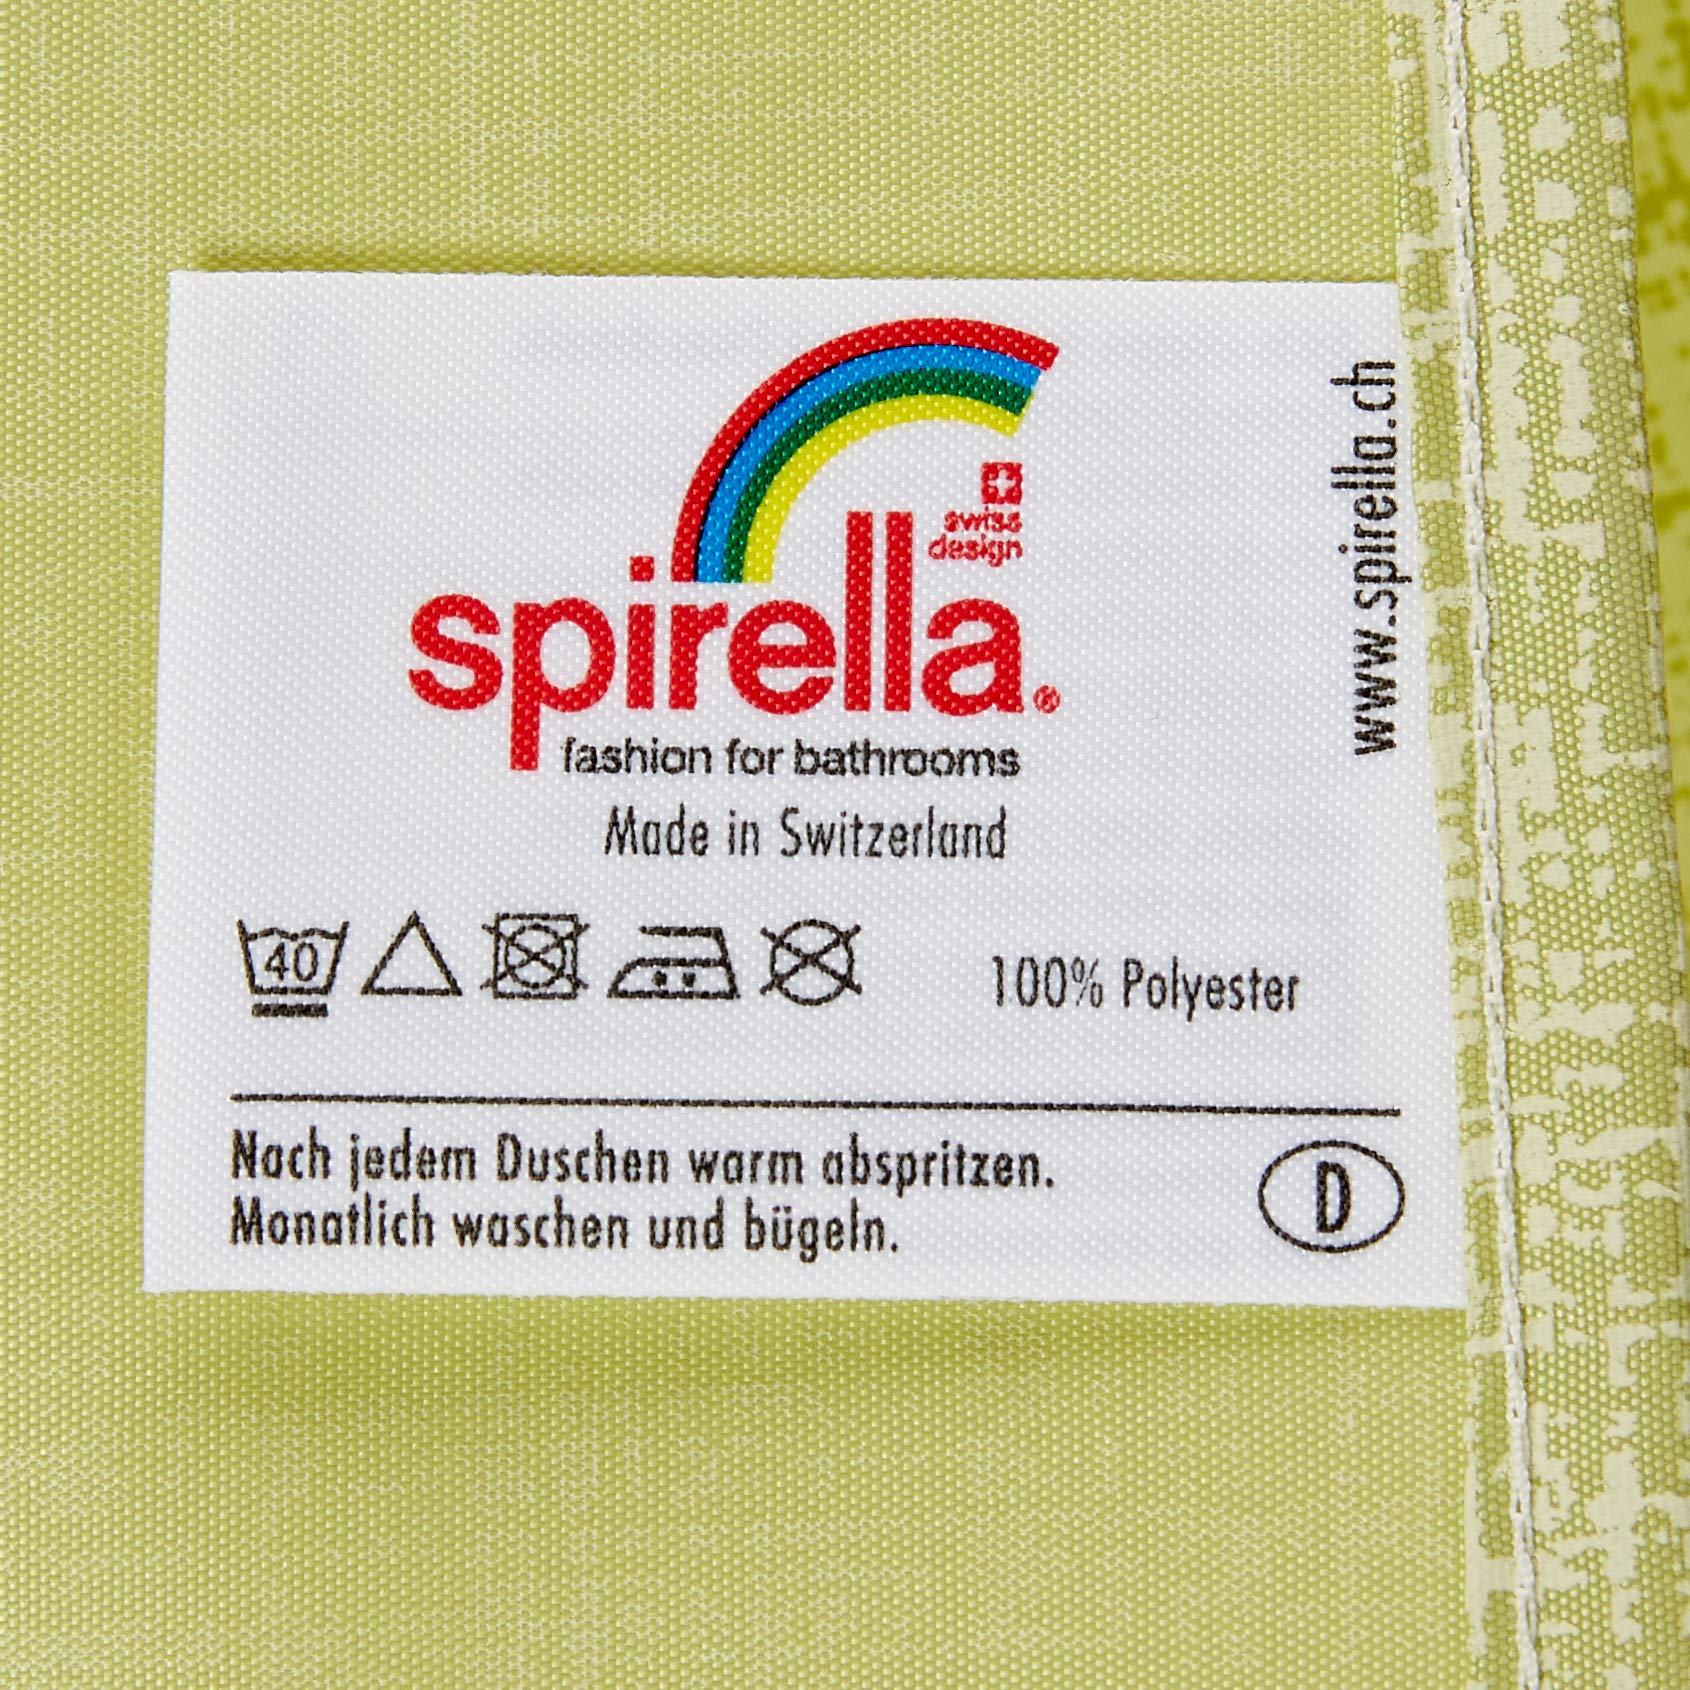 swiss
design
spirella®
fashion for bathrooms
Made in Switzerland
www.spirella.ch
40
100% Polyester
Nach jedem Duschen warm abspritzen.
Monatlich waschen und bügeln.
D